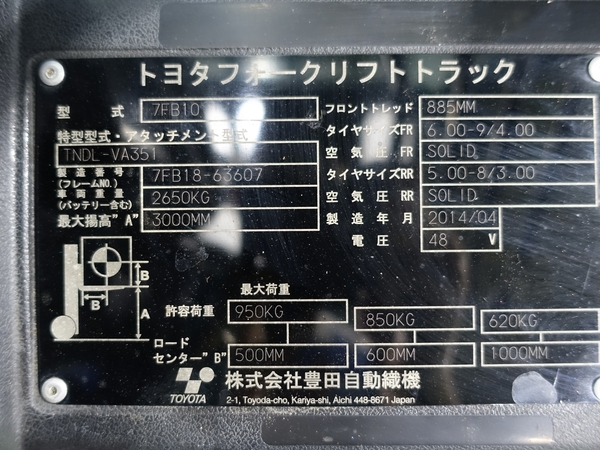 トヨタフォークリフトトラック
型 式 7FB10 フロントトレッド 885MM
特型型式・アタッチメント型式 タイヤサイズFR 6.00-9/4.00
TNDL-VA351 空気圧 FR SOLID
製造番号 (フレームNO.) 7FB18-63607 タイヤサイズRR 5.00-8/3.00
車両重量 (バッテリー含む) 2650KG 空気圧 RR SOLID
最大揚高"A" 3000MM 製造年月 2014/04
電圧 48 V
B
B
A
最大荷重
許容荷重 950KG 850KG 620KG
ロード
センター"B" 500MM 600MM 1000MM
TOYOTA 株式会社豊田自動織機
2-1, Toyoda-cho, Kariya-shi, Aichi 448-8671 Japan